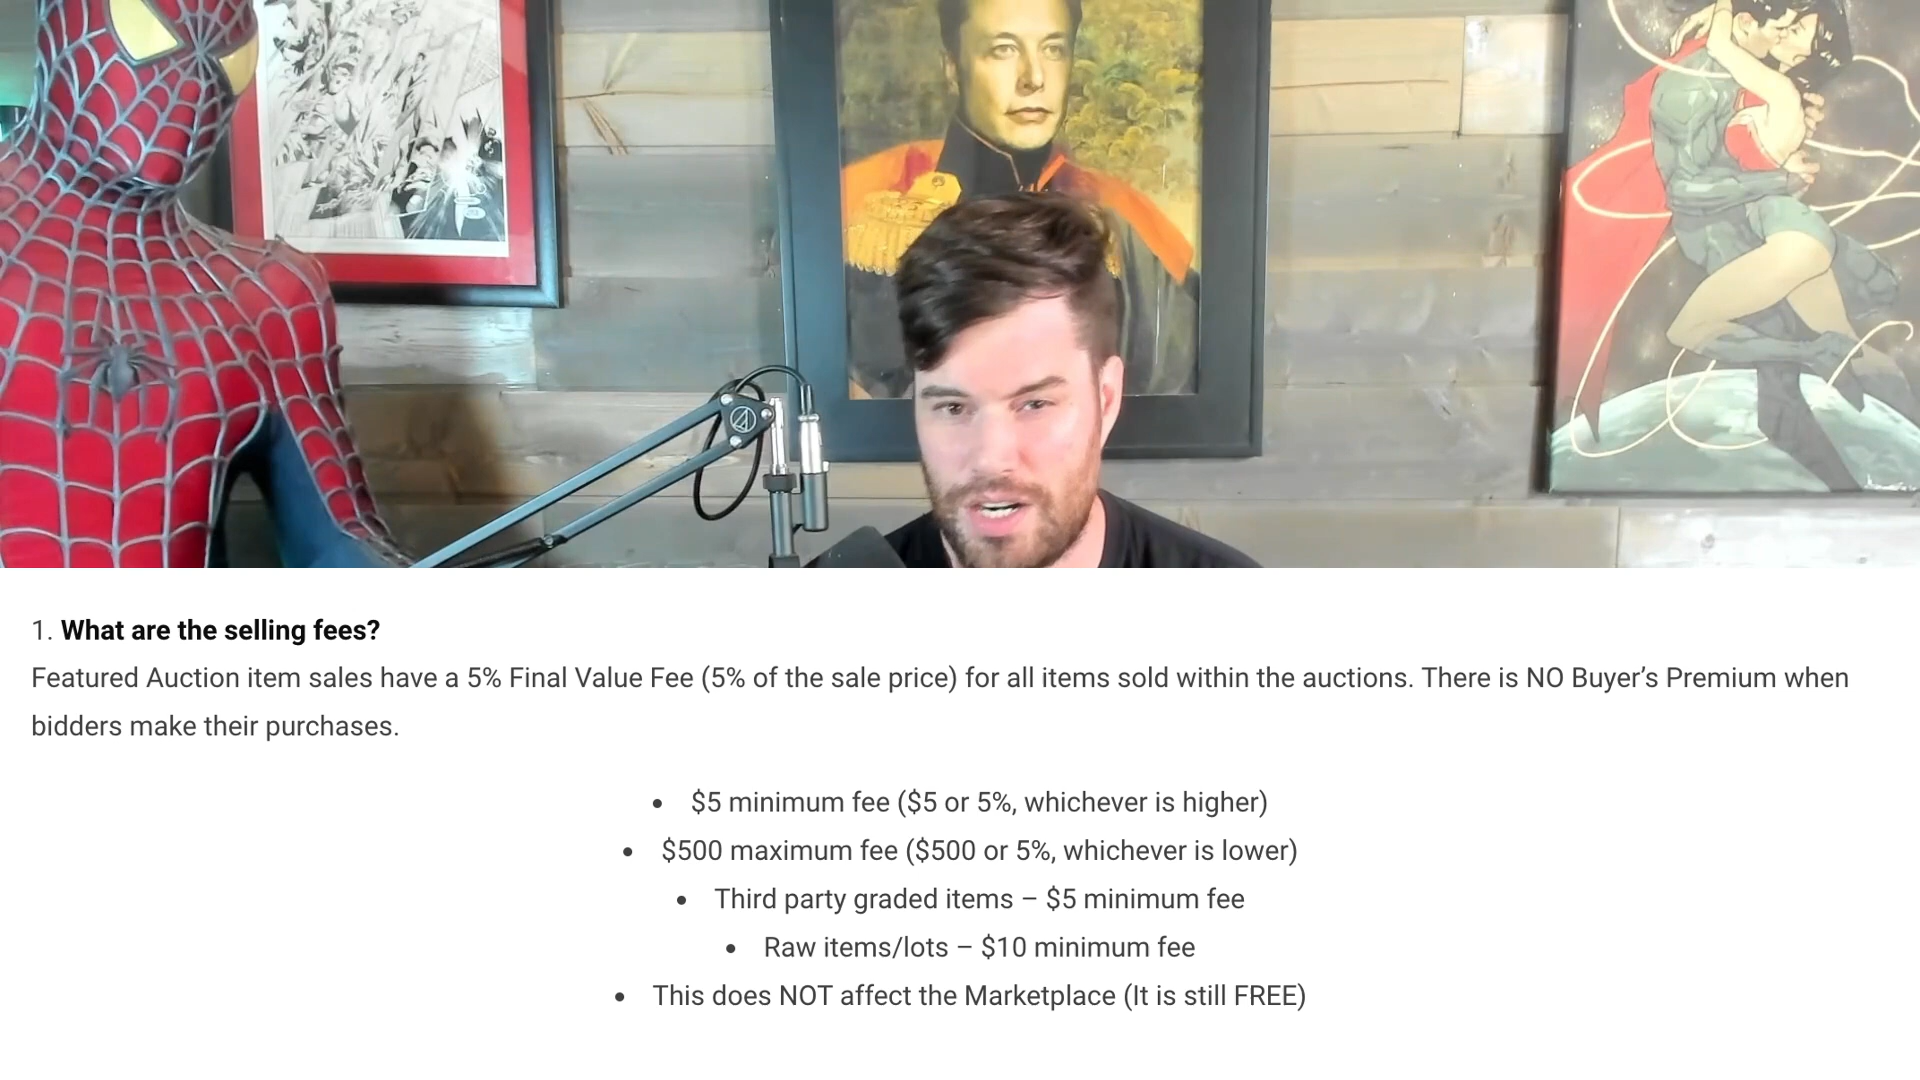 1. What are the selling fees?
Featured Auction item sales have a 5% Final Value Fee (5% of the sale price) for all items sold within the auctions. There is NO Buyer’s Premium when
bidders make their purchases.
• $5 minimum fee ($5 or 5%, whichever is higher)
• $500 maximum fee ($500 or 5%, whichever is lower)
• Third party graded items – $5 minimum fee
• Raw items/lots – $10 minimum fee
• This does NOT affect the Marketplace (It is still FREE)